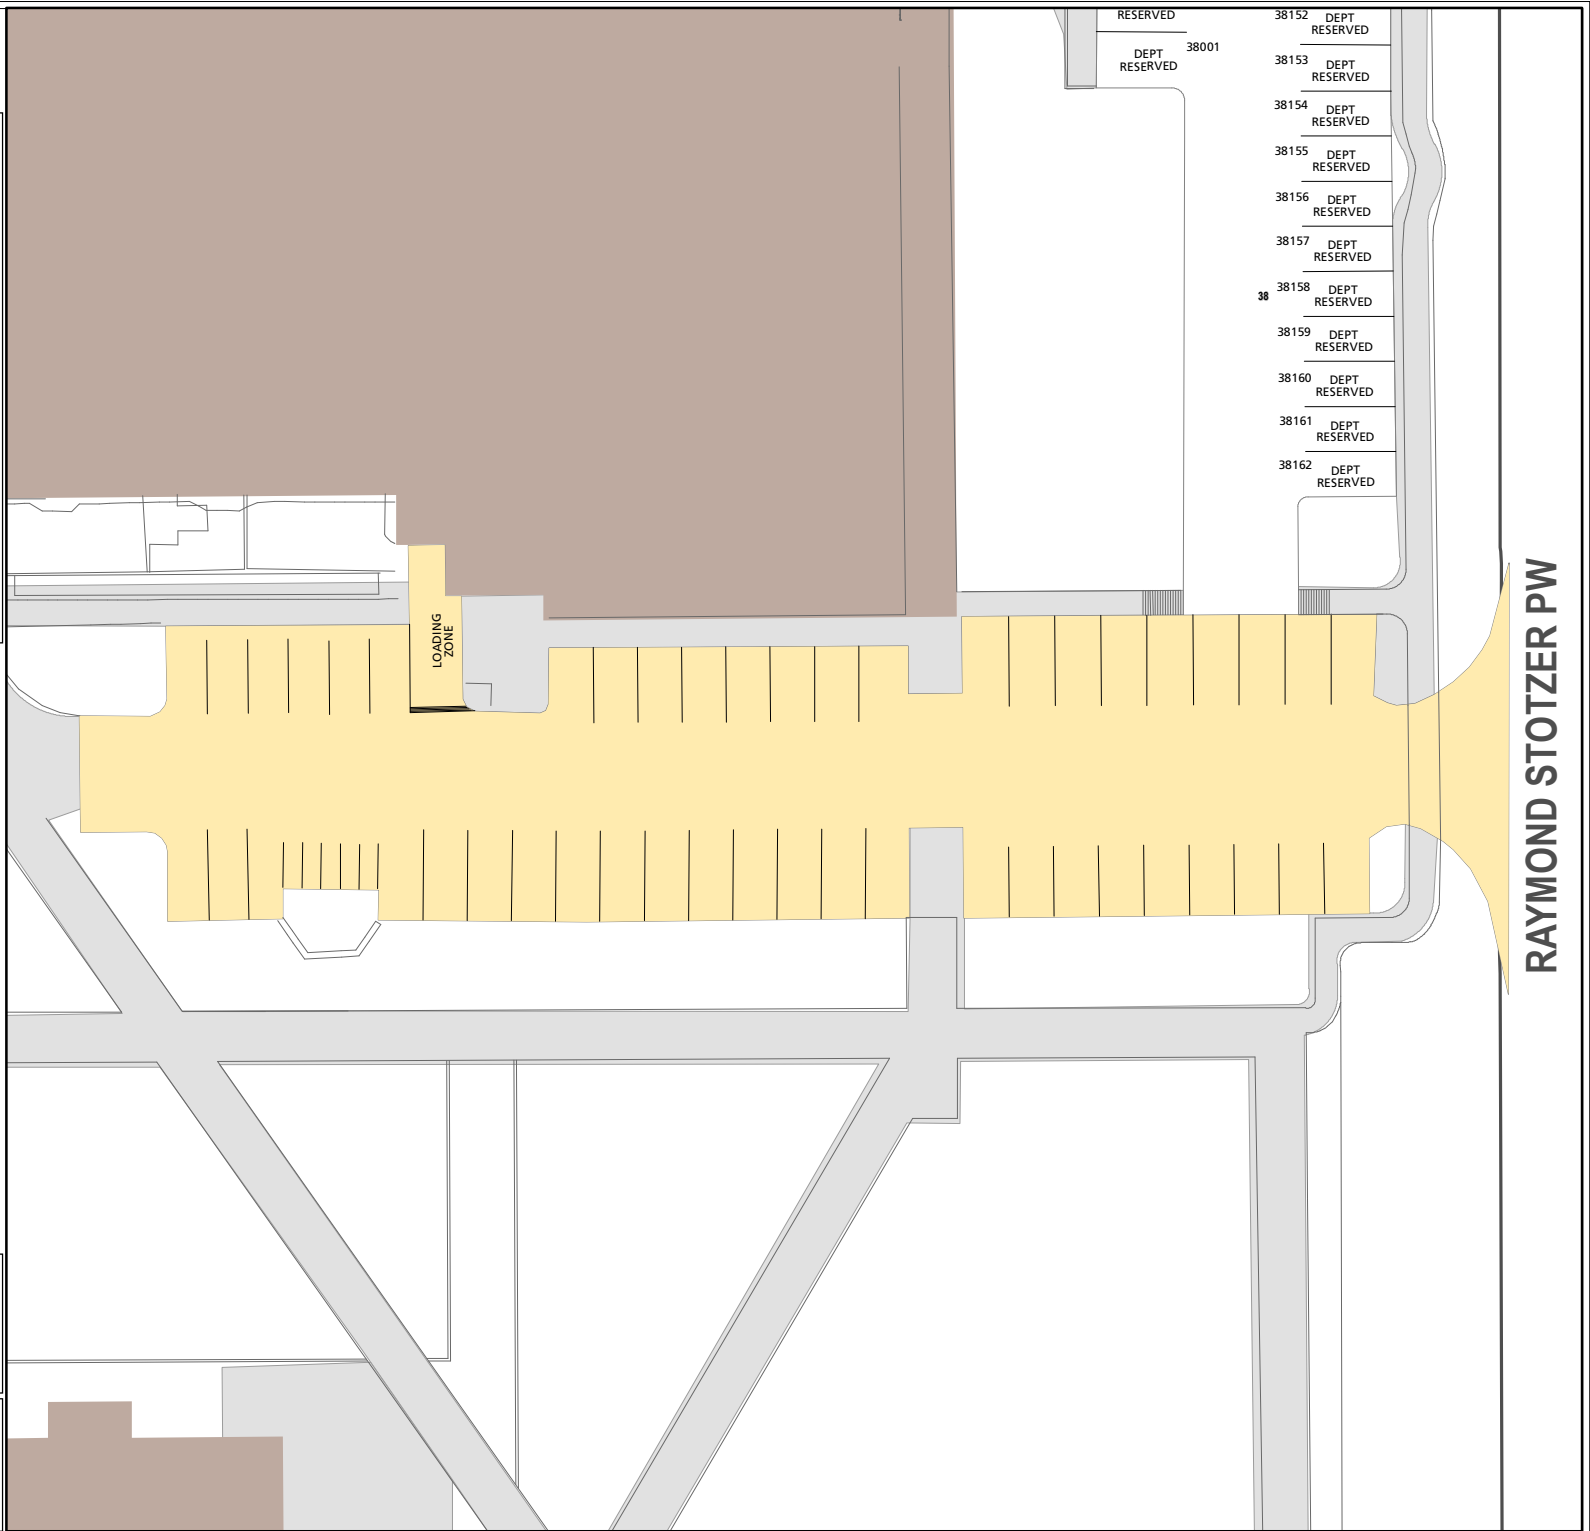 RESERVED
38001
DEPT
RESERVED
38152
DEPT
RESERVED
38153
DEPT
RESERVED
38154
DEPT
RESERVED
38155
DEPT
RESERVED
38156
DEPT
RESERVED
38157
DEPT
RESERVED
38
38158
DEPT
RESERVED
38159
DEPT
RESERVED
38160
DEPT
RESERVED
38161
DEPT
RESERVED
38162
DEPT
RESERVED
LOADING
ZONE
RAYMOND STOTZER PW